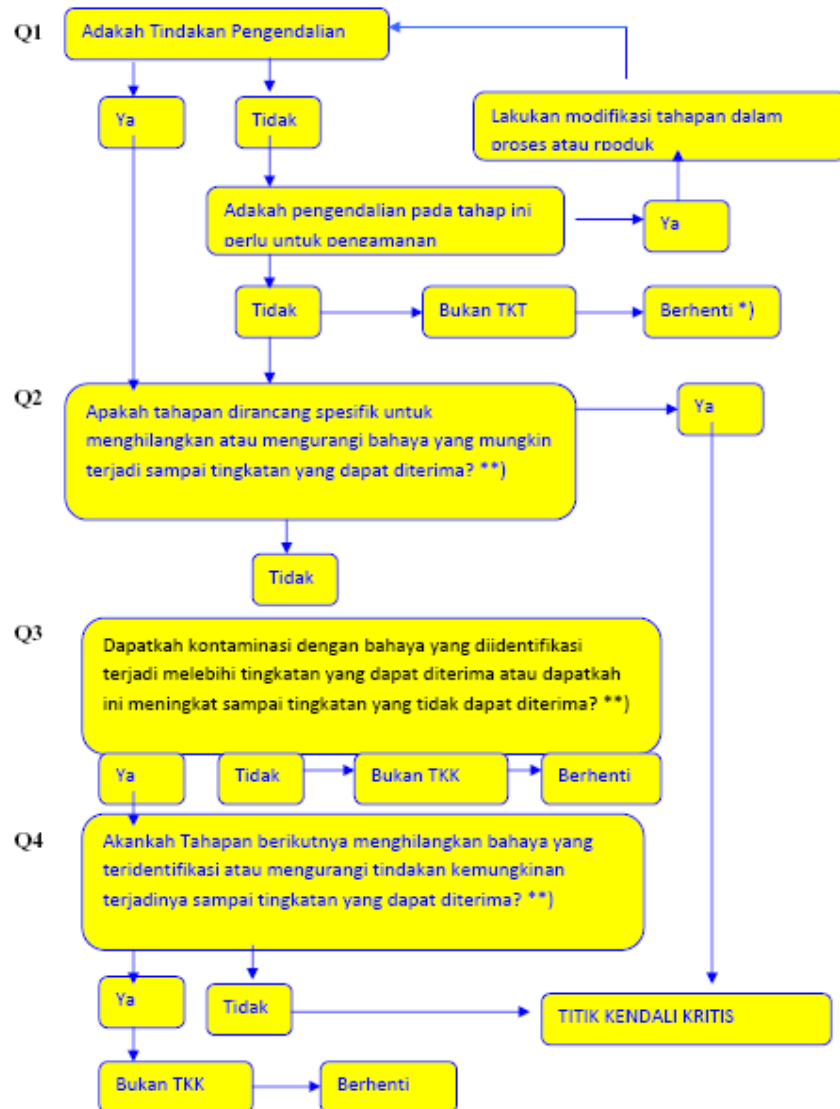 Q1
Adakah Tindakan Pengendalian
Ya
Tidak
Lakukan modifikasi tahapan dalam
proses atau rpoduk
Adakah pengendalian pada tahap ini
perlu untuk pengamanan
Ya
Tidak
Bukan TKT
Berhenti *)
Q2
Apakah tahapan dirancang spesifik untuk
menghilangkan atau mengurangi bahaya yang mungkin
terjadi sampai tingkatan yang dapat diterima? **)
Ya
Tidak
Q3
Dapatkah kontaminasi dengan bahaya yang diidentifikasi
terjadi melebihi tingkatan yang dapat diterima atau dapatkah
ini meningkat sampai tingkatan yang tidak dapat diterima? **)
Ya
Tidak
Bukan TKK
Berhenti
Q4
Akankah Tahapan berikutnya menghilangkan bahaya yang
teridentifikasi atau mengurangi tindakan kemungkinan
terjadinya sampai tingkatan yang dapat diterima? **)
Ya
Tidak
TITIK KENDALI KRITIS
Bukan TKK
Berhenti